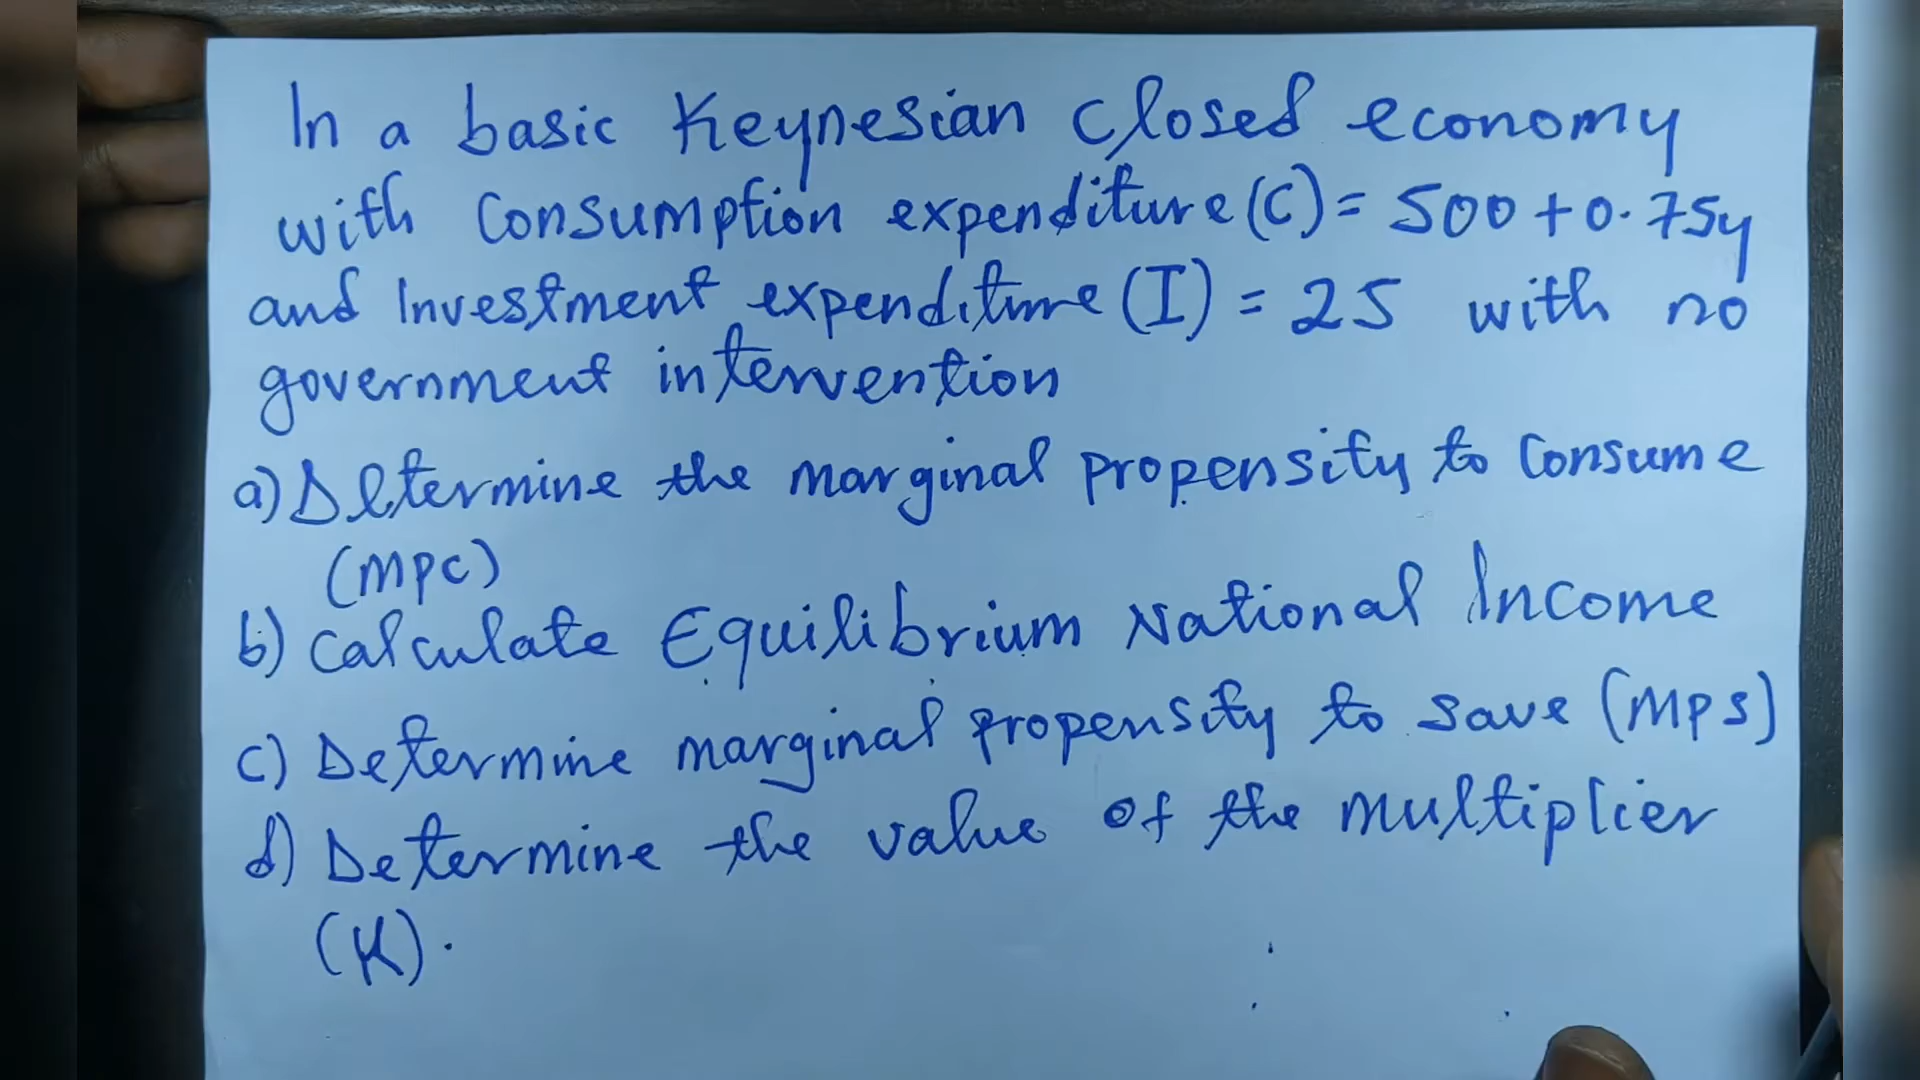 In a basic Keynesian closed economy
with Consumption expenditure (C) = 500 + 0.75y
and Investment expenditure (I) = 25 with no
government intervention
a) Determine the marginal propensity to Consume
(MPC)
b) Calculate Equilibrium National Income
c) Determine marginal propensity to save (MPS)
d) Determine the value of the multiplier
(K).